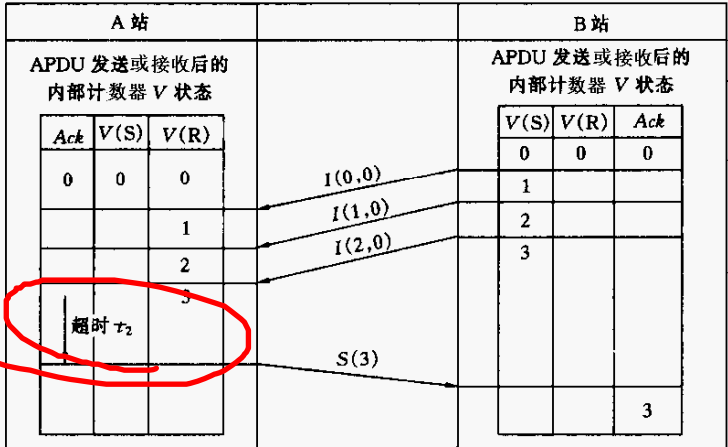 A 站
B 站
APDU 发送或接收后的
内部计数器 V 状态
APDU 发送或接收后的
内部计数器 V 状态
Ack V(S) V(R)
V(S) V(R) Ack
0 0 0
0 0 0
I(0,0)
1
1
I(1,0)
2
2
I(2,0)
3
3
超时 t₂
S(3)
3